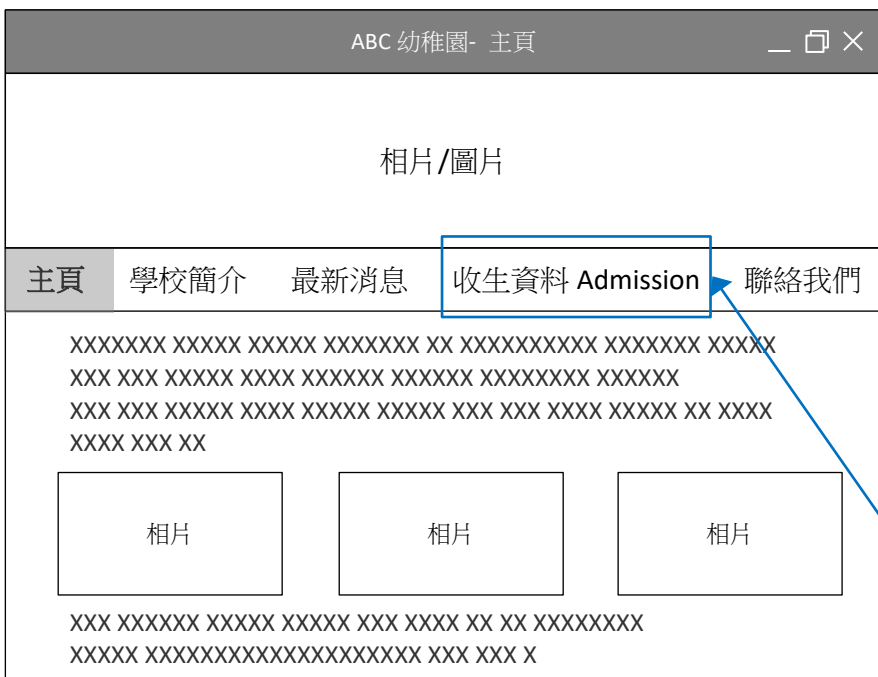 ABC 幼稚園- 主頁
相片/圖片
主頁 學校簡介 最新消息 收生資料 Admission 聯絡我們
XXXXXXX XXXXX XXXXX XXXXXXX XX XXXXXXXXXX XXXXXXX XXXXX
XXX XXX XXXXX XXXX XXXXXX XXXXXX XXXXXXXX XXXXXX
XXX XXX XXXXX XXXX XXXXX XXXXX XXX XXX XXXX XXXXX XX XXXX
XXXX XXX XX
相片 相片 相片
XXX XXXXXX XXXXX XXXXX XXX XXXX XX XX XXXXXXXX
XXXXX XXXXXXXXXXXXXXXXXXXX XXX XXX X